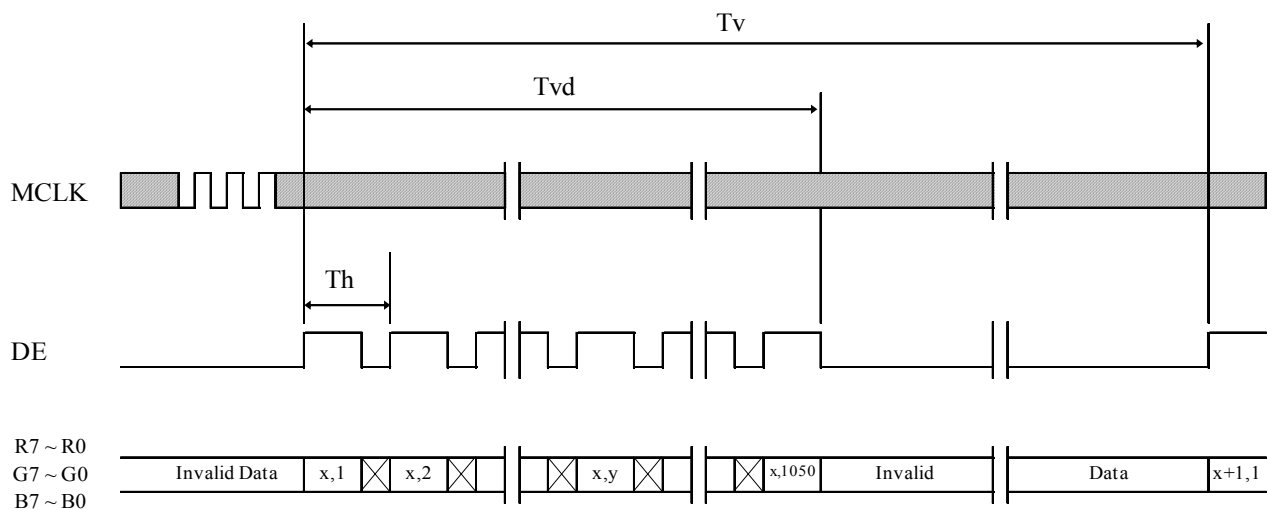 Tv
Tvd
MCLK
Th
DE
R7 ~ R0
G7 ~ G0
B7 ~ B0
Invalid Data x,1 x,2 x,y x,1050 Invalid Data x+1,1